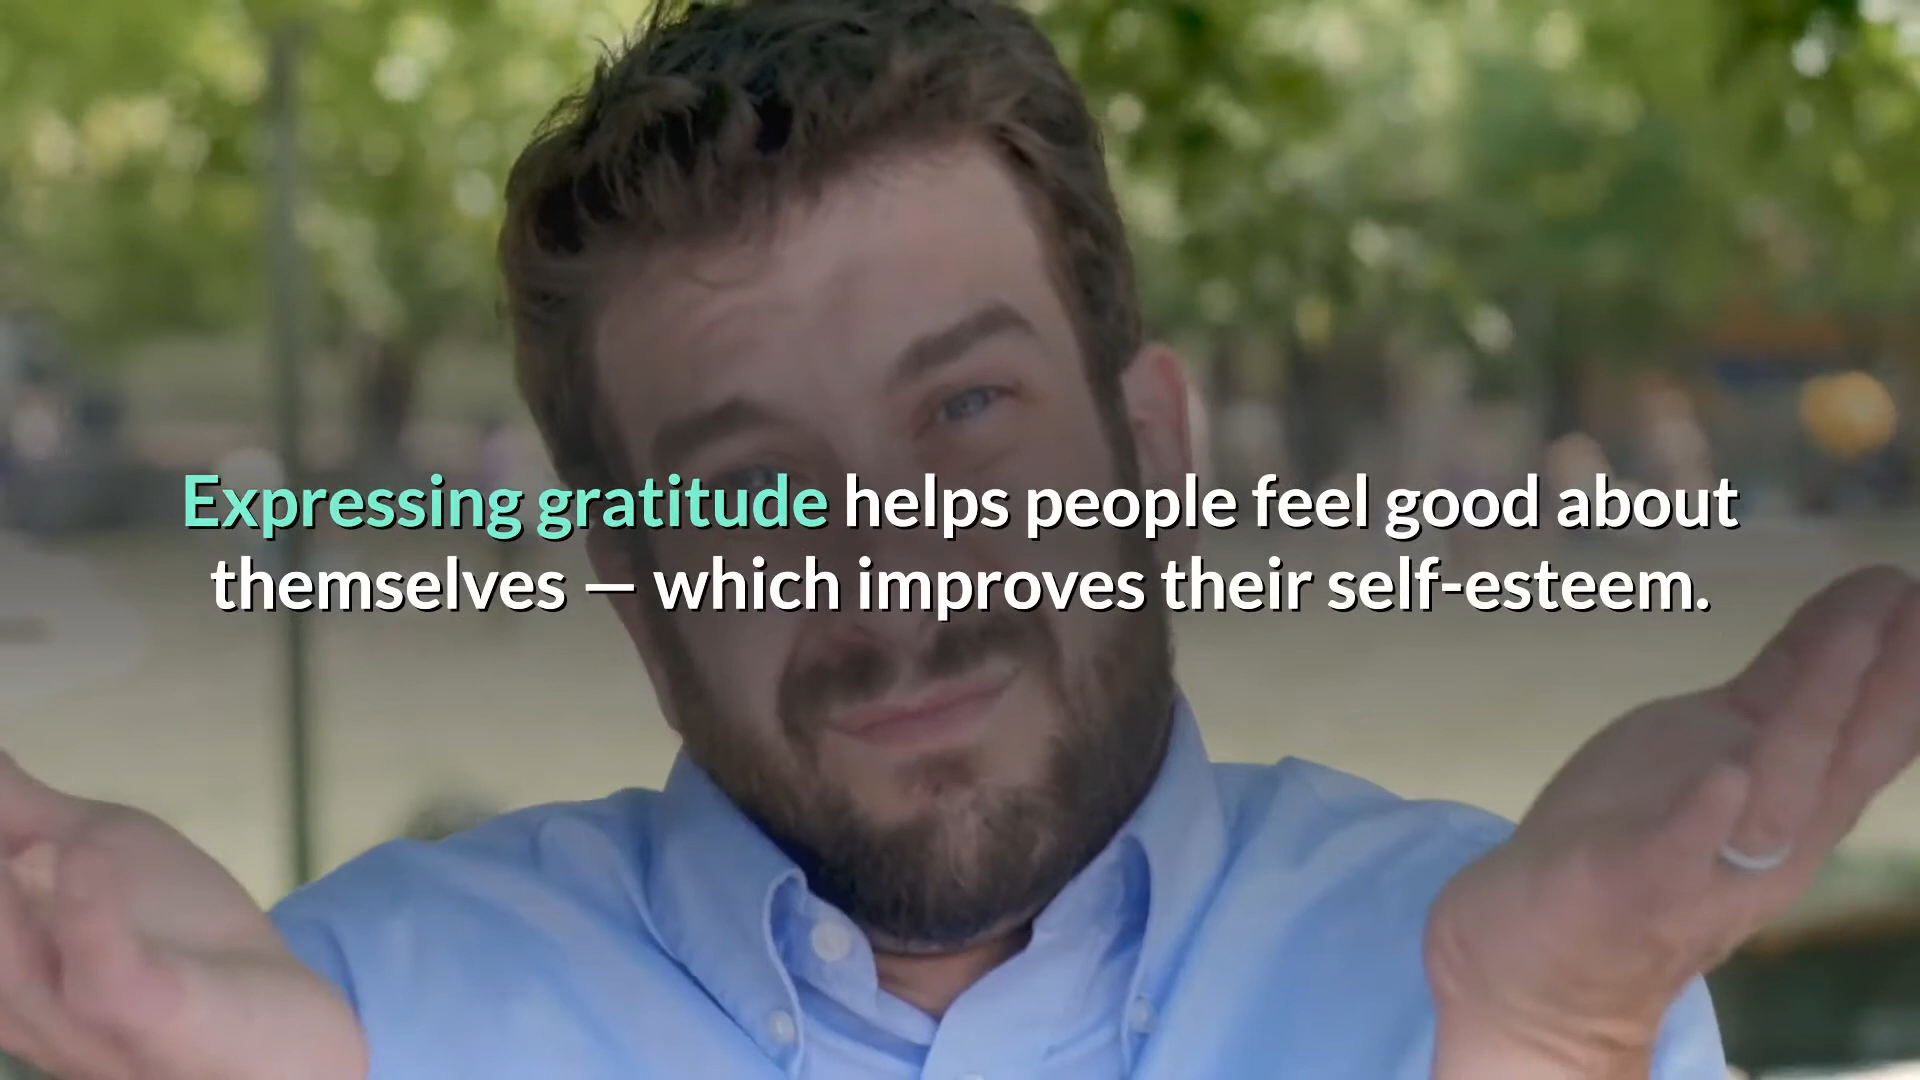 Expressing gratitude helps people feel good about
themselves — which improves their self-esteem.